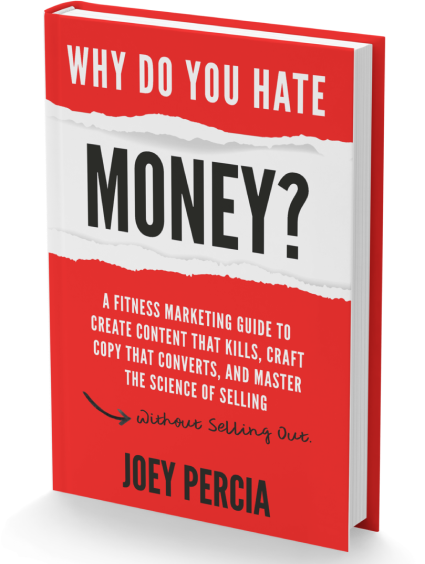 WHY DO YOU HATE
MONEY?
A FITNESS MARKETING GUIDE TO
CREATE CONTENT THAT KILLS, CRAFT
COPY THAT CONVERTS, AND MASTER
THE SCIENCE OF SELLING
Without Selling Out.
JOEY PERCIA